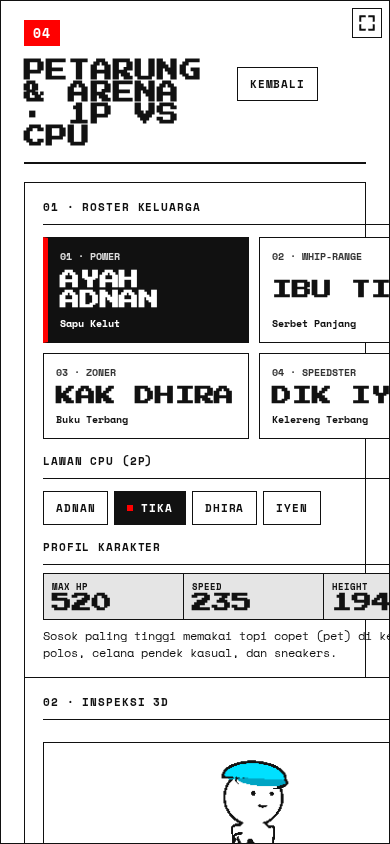 04
PETARUNG
& ARENA
· 1P VS
CPU
KEMBALI
01 · ROSTER KELUARGA
01 · POWER
AYAH
ADNAN
Sapu Kelut
02 · WHIP-RANGE
IBU TI
Serbet Panjang
03 · ZONER
KAK DHIRA
Buku Terbang
04 · SPEEDSTER
DIK IY
Kelereng Terbang
LAWAN CPU (2P)
ADNAN
TIKA
DHIRA
IYEN
PROFIL KARAKTER
MAX HP
520
SPEED
235
HEIGHT
194
Sosok paling tinggi memakai topi copet (pet) di ke
polos, celana pendek kasual, dan sneakers.
02 · INSPEKSI 3D